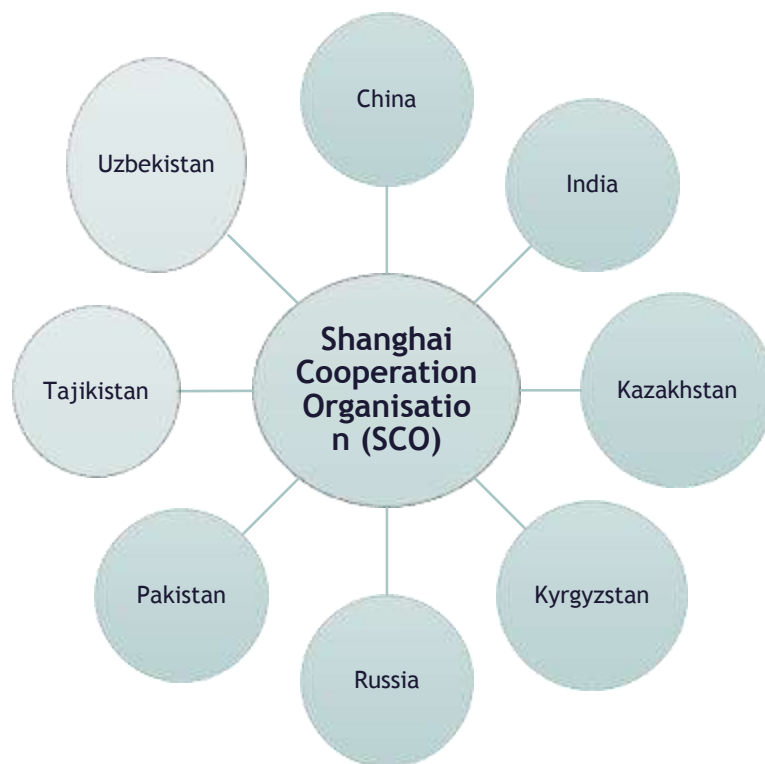 China
India
Kazakhstan
Kyrgyzstan
Russia
Pakistan
Tajikistan
Uzbekistan
Shanghai
Cooperation
Organisatio
n (SCO)